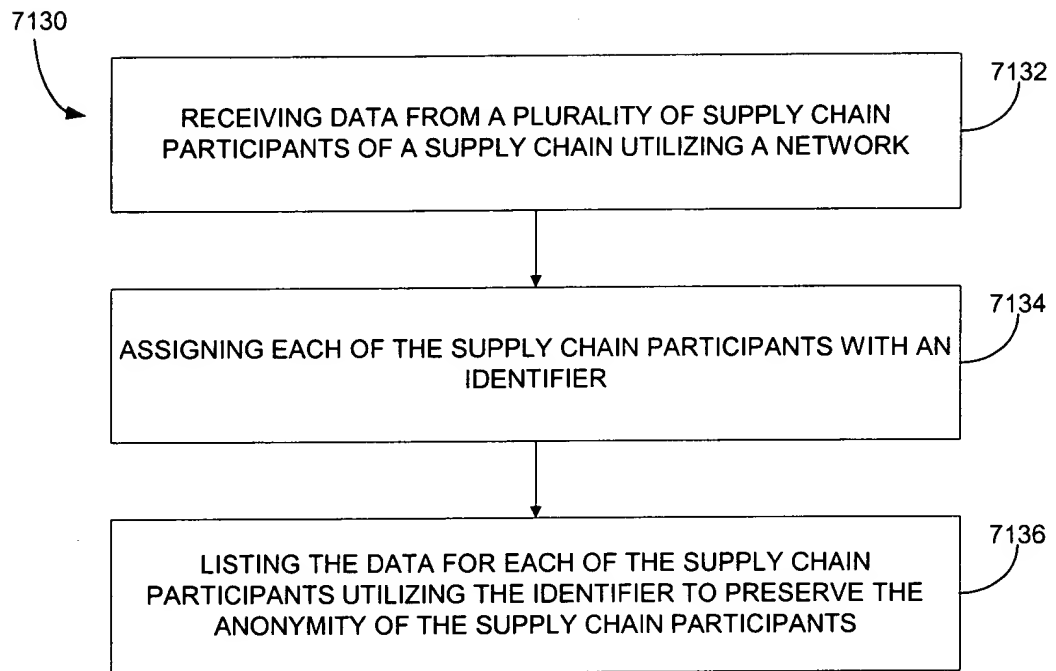 7130
7132
RECEIVING DATA FROM A PLURALITY OF SUPPLY CHAIN
PARTICIPANTS OF A SUPPLY CHAIN UTILIZING A NETWORK
7134
ASSIGNING EACH OF THE SUPPLY CHAIN PARTICIPANTS WITH AN
IDENTIFIER
7136
LISTING THE DATA FOR EACH OF THE SUPPLY CHAIN
PARTICIPANTS UTILIZING THE IDENTIFIER TO PRESERVE THE
ANONYMITY OF THE SUPPLY CHAIN PARTICIPANTS